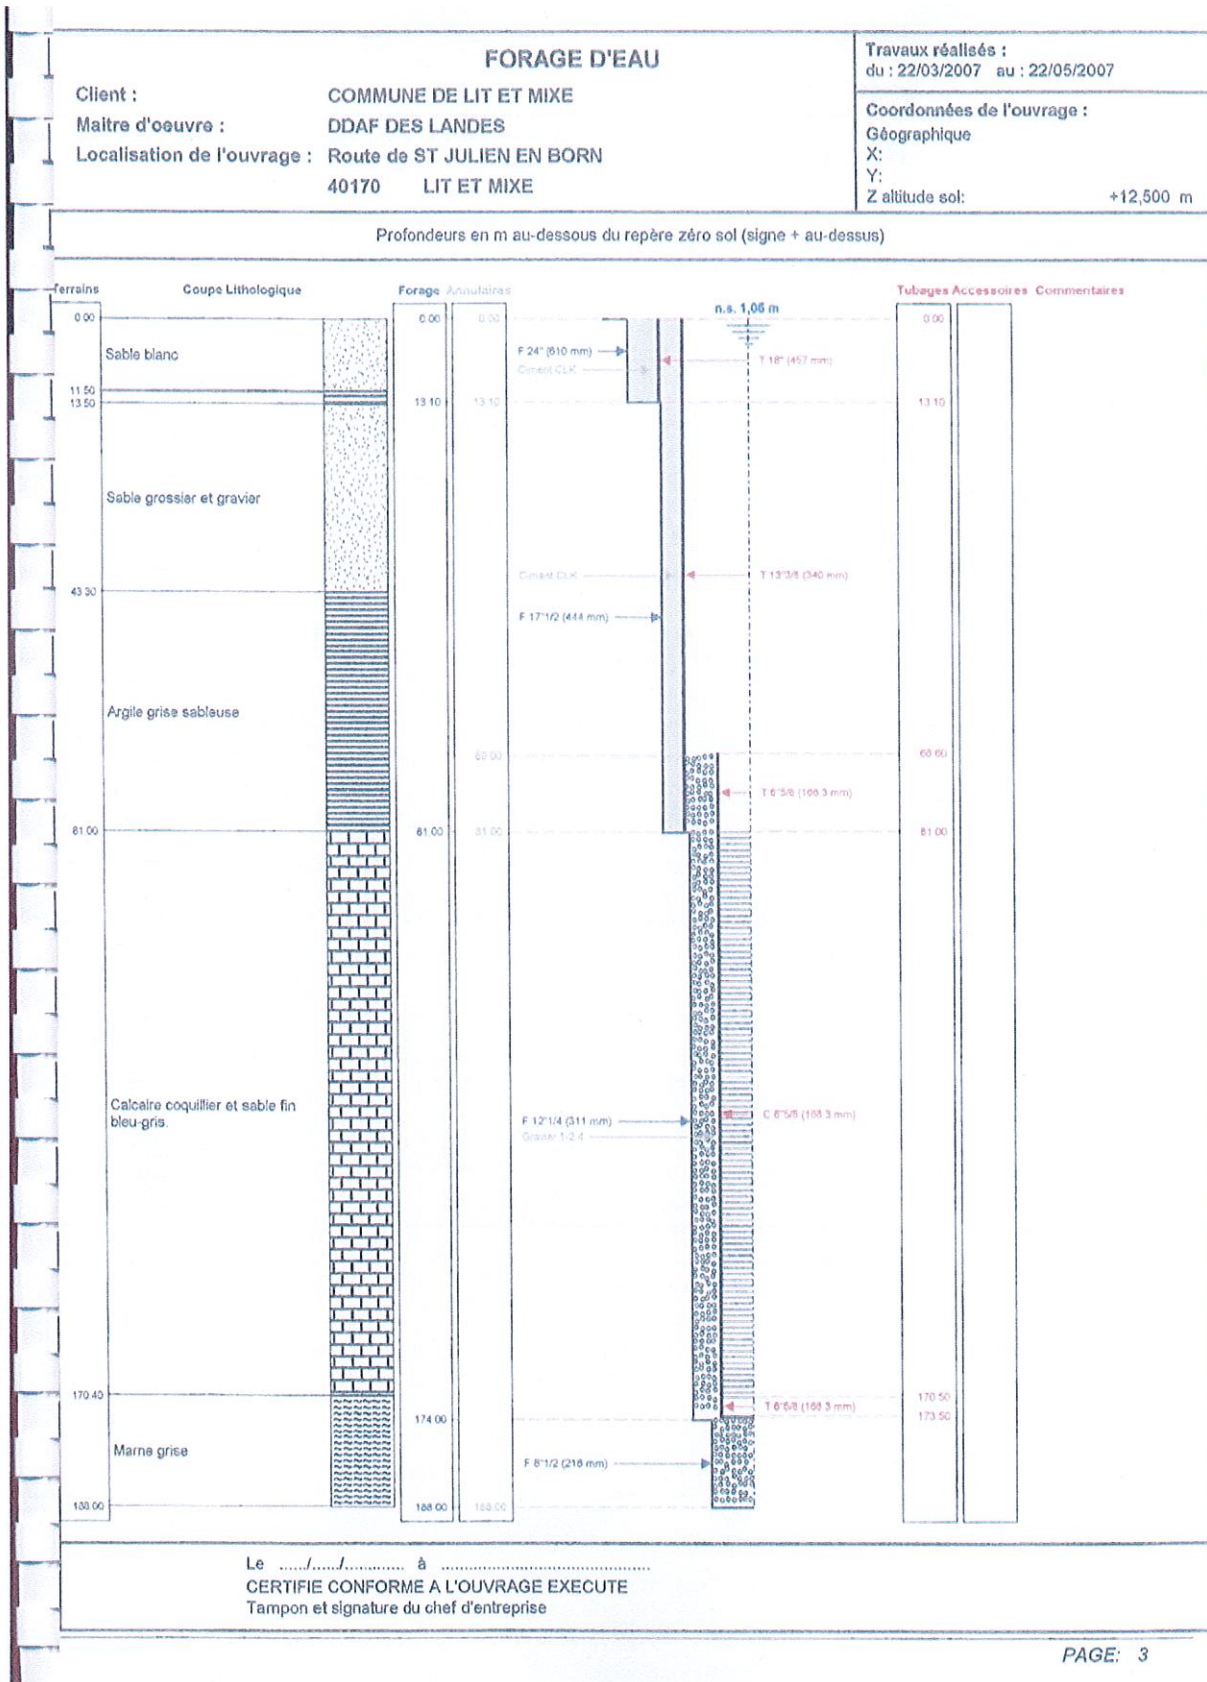 FORAGE D'EAU
Client : COMMUNE DE LIT ET MIXE
Maitre d'oeuvre : DDAF DES LANDES
Localisation de l'ouvrage : Route de ST JULIEN EN BORN
40170 LIT ET MIXE
Travaux réalisés :
du : 22/03/2007 au : 22/05/2007
Coordonnées de l'ouvrage :
Géographique
X:
Y:
Z altitude sol: +12,500 m
Profondeurs en m au-dessous du repère zéro sol (signe + au-dessus)
Terrains Coupe Lithologique Forage Annulaires Tubages Accessoires Commentaires
n.s. 1,06 m
0.00 0.00 0.00 0.00
Sable blanc
F 24" (610 mm)
T 18" (457 mm)
Ciment CLK
11.50
13.50 13.10 13.10 13.10
Sable grossier et gravier
Ciment CLK T 13"3/8 (340 mm)
43.30
F 17"1/2 (444 mm)
Argile grise sableuse
T 6"5/8 (168.3 mm)
81.00 81.00 81.00 81.00
Calcaire coquillier et sable fin
bleu-gris.
F 12"1/4 (311 mm) C 6"5/8 (168.3 mm)
Gravier 1-2.4
170.40 170.50
T 6"5/8 (168.3 mm)
174.00 173.50
Marne grise
F 8"1/2 (216 mm)
188.00 188.00 188.00
Le ....../....../............ à ..........................................
CERTIFIE CONFORME A L'OUVRAGE EXECUTE
Tampon et signature du chef d'entreprise
PAGE: 3